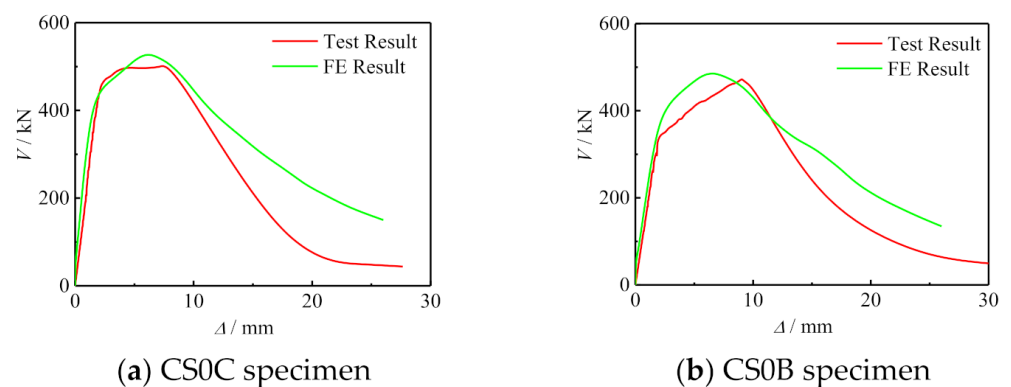 600
Test Result
FE Result
400
V / kN
200
0
0 10 20 30
Δ / mm
(a) CS0C specimen
600
Test Result
FE Result
400
V / kN
200
0
0 10 20 30
Δ / mm
(b) CS0B specimen